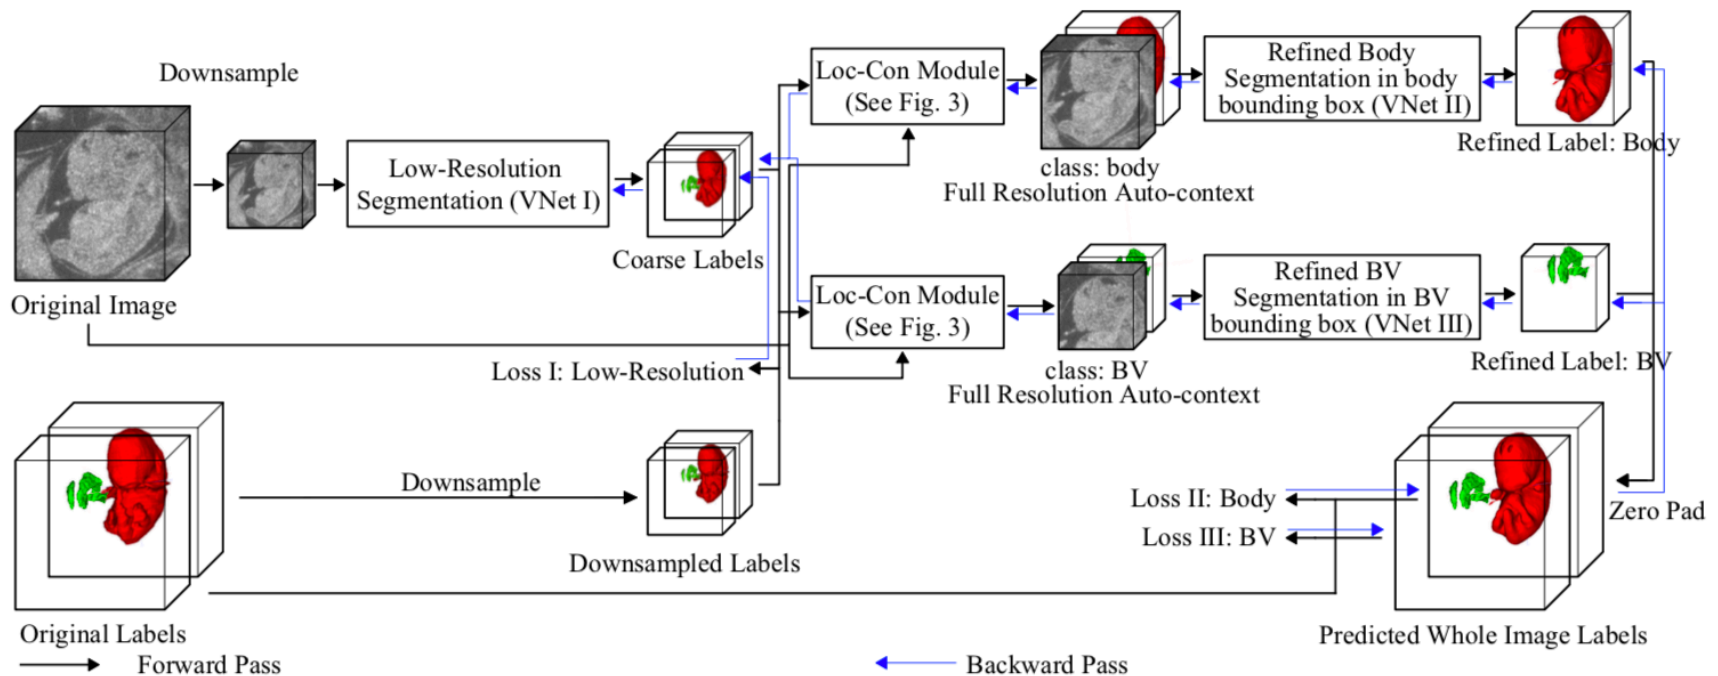 Downsample
Original Image
Low-Resolution
Segmentation (VNet I)
Coarse Labels
Loc-Con Module
(See Fig. 3)
class: body
Full Resolution Auto-context
Refined Body
Segmentation in body
bounding box (VNet II)
Refined Label: Body
Loc-Con Module
(See Fig. 3)
class: BV
Full Resolution Auto-context
Refined BV
Segmentation in BV
bounding box (VNet III)
Refined Label: BV
Loss I: Low-Resolution
Original Labels
Downsample
Downsampled Labels
Loss II: Body
Loss III: BV
Zero Pad
Predicted Whole Image Labels
Forward Pass
Backward Pass